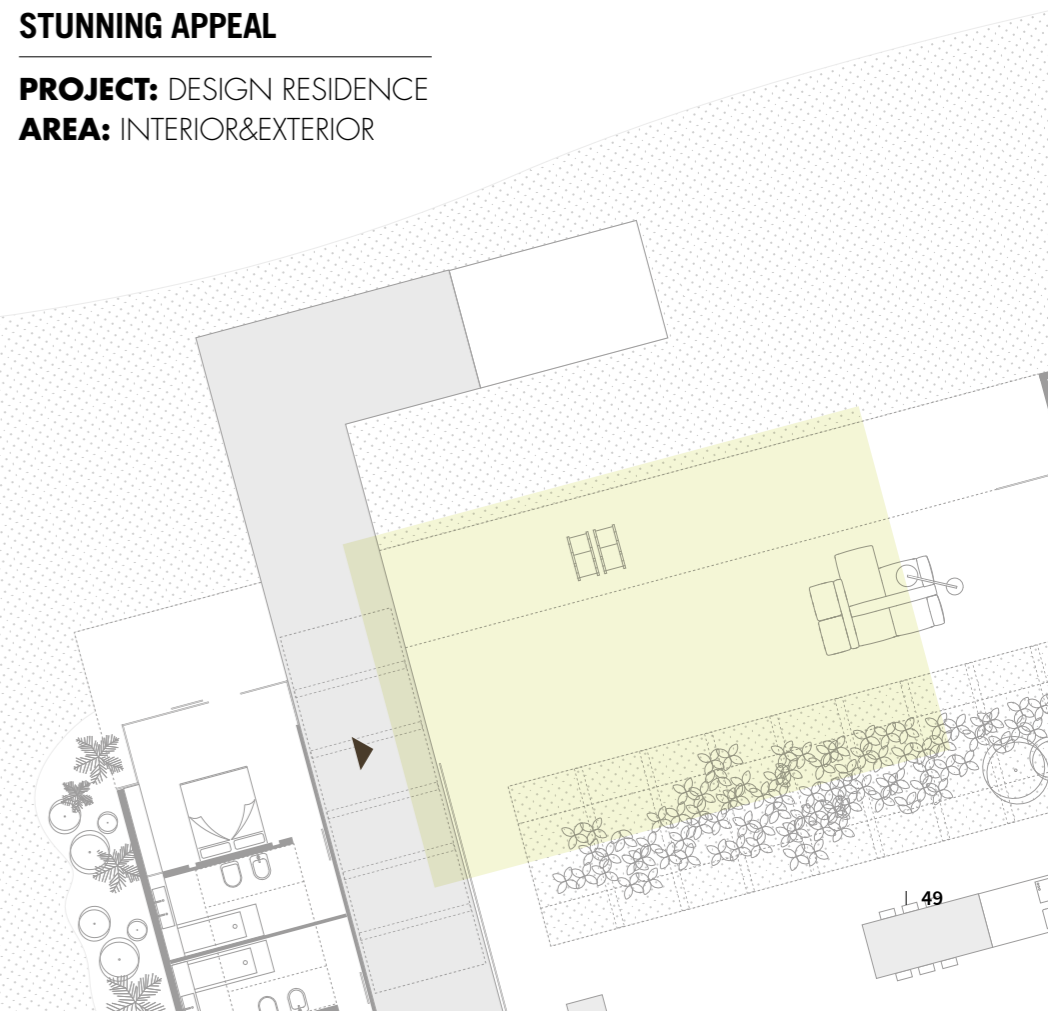 STUNNING APPEAL
PROJECT: DESIGN RESIDENCE
AREA: INTERIOR&EXTERIOR
| 49